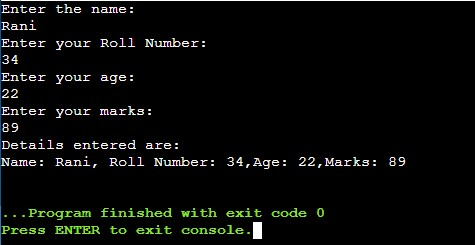 Enter the name:
Rani
Enter your Roll Number:
34
Enter your age:
22
Enter your marks:
89
Details entered are:
Name: Rani, Roll Number: 34,Age: 22,Marks: 89
...Program finished with exit code 0
Press ENTER to exit console.